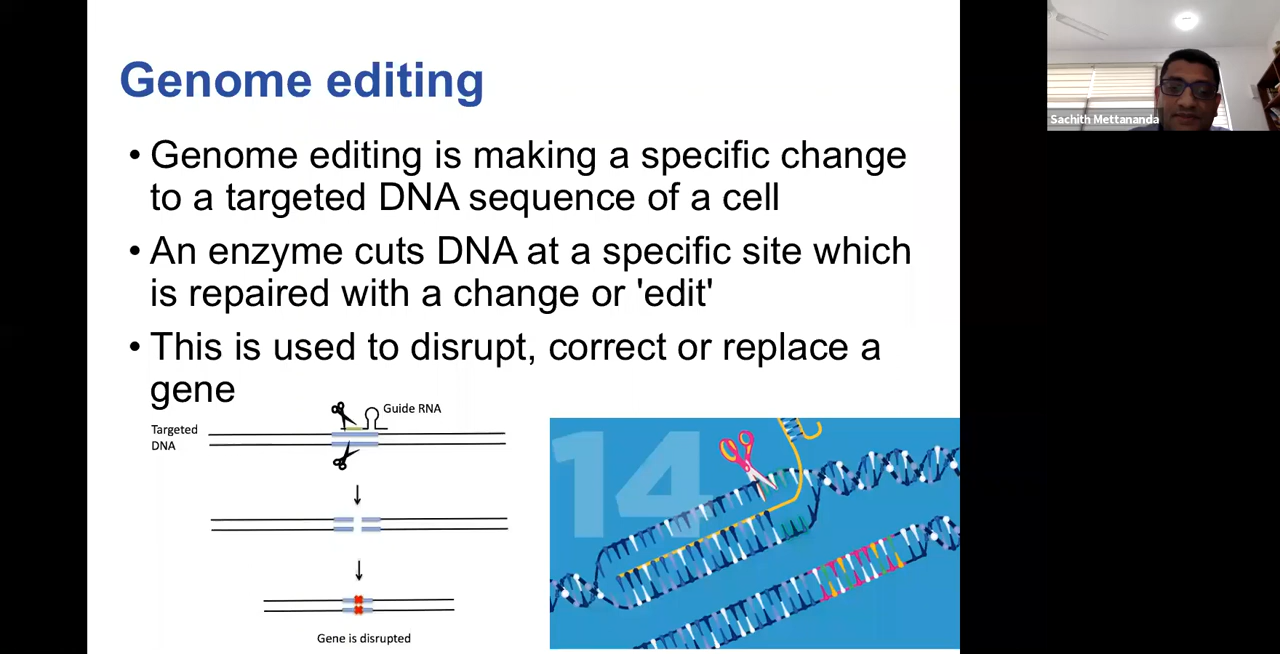 Genome editing
• Genome editing is making a specific change
to a targeted DNA sequence of a cell
• An enzyme cuts DNA at a specific site which
is repaired with a change or 'edit'
• This is used to disrupt, correct or replace a
gene
Guide RNA
Targeted
DNA
Gene is disrupted
14
Sachith Mettananda